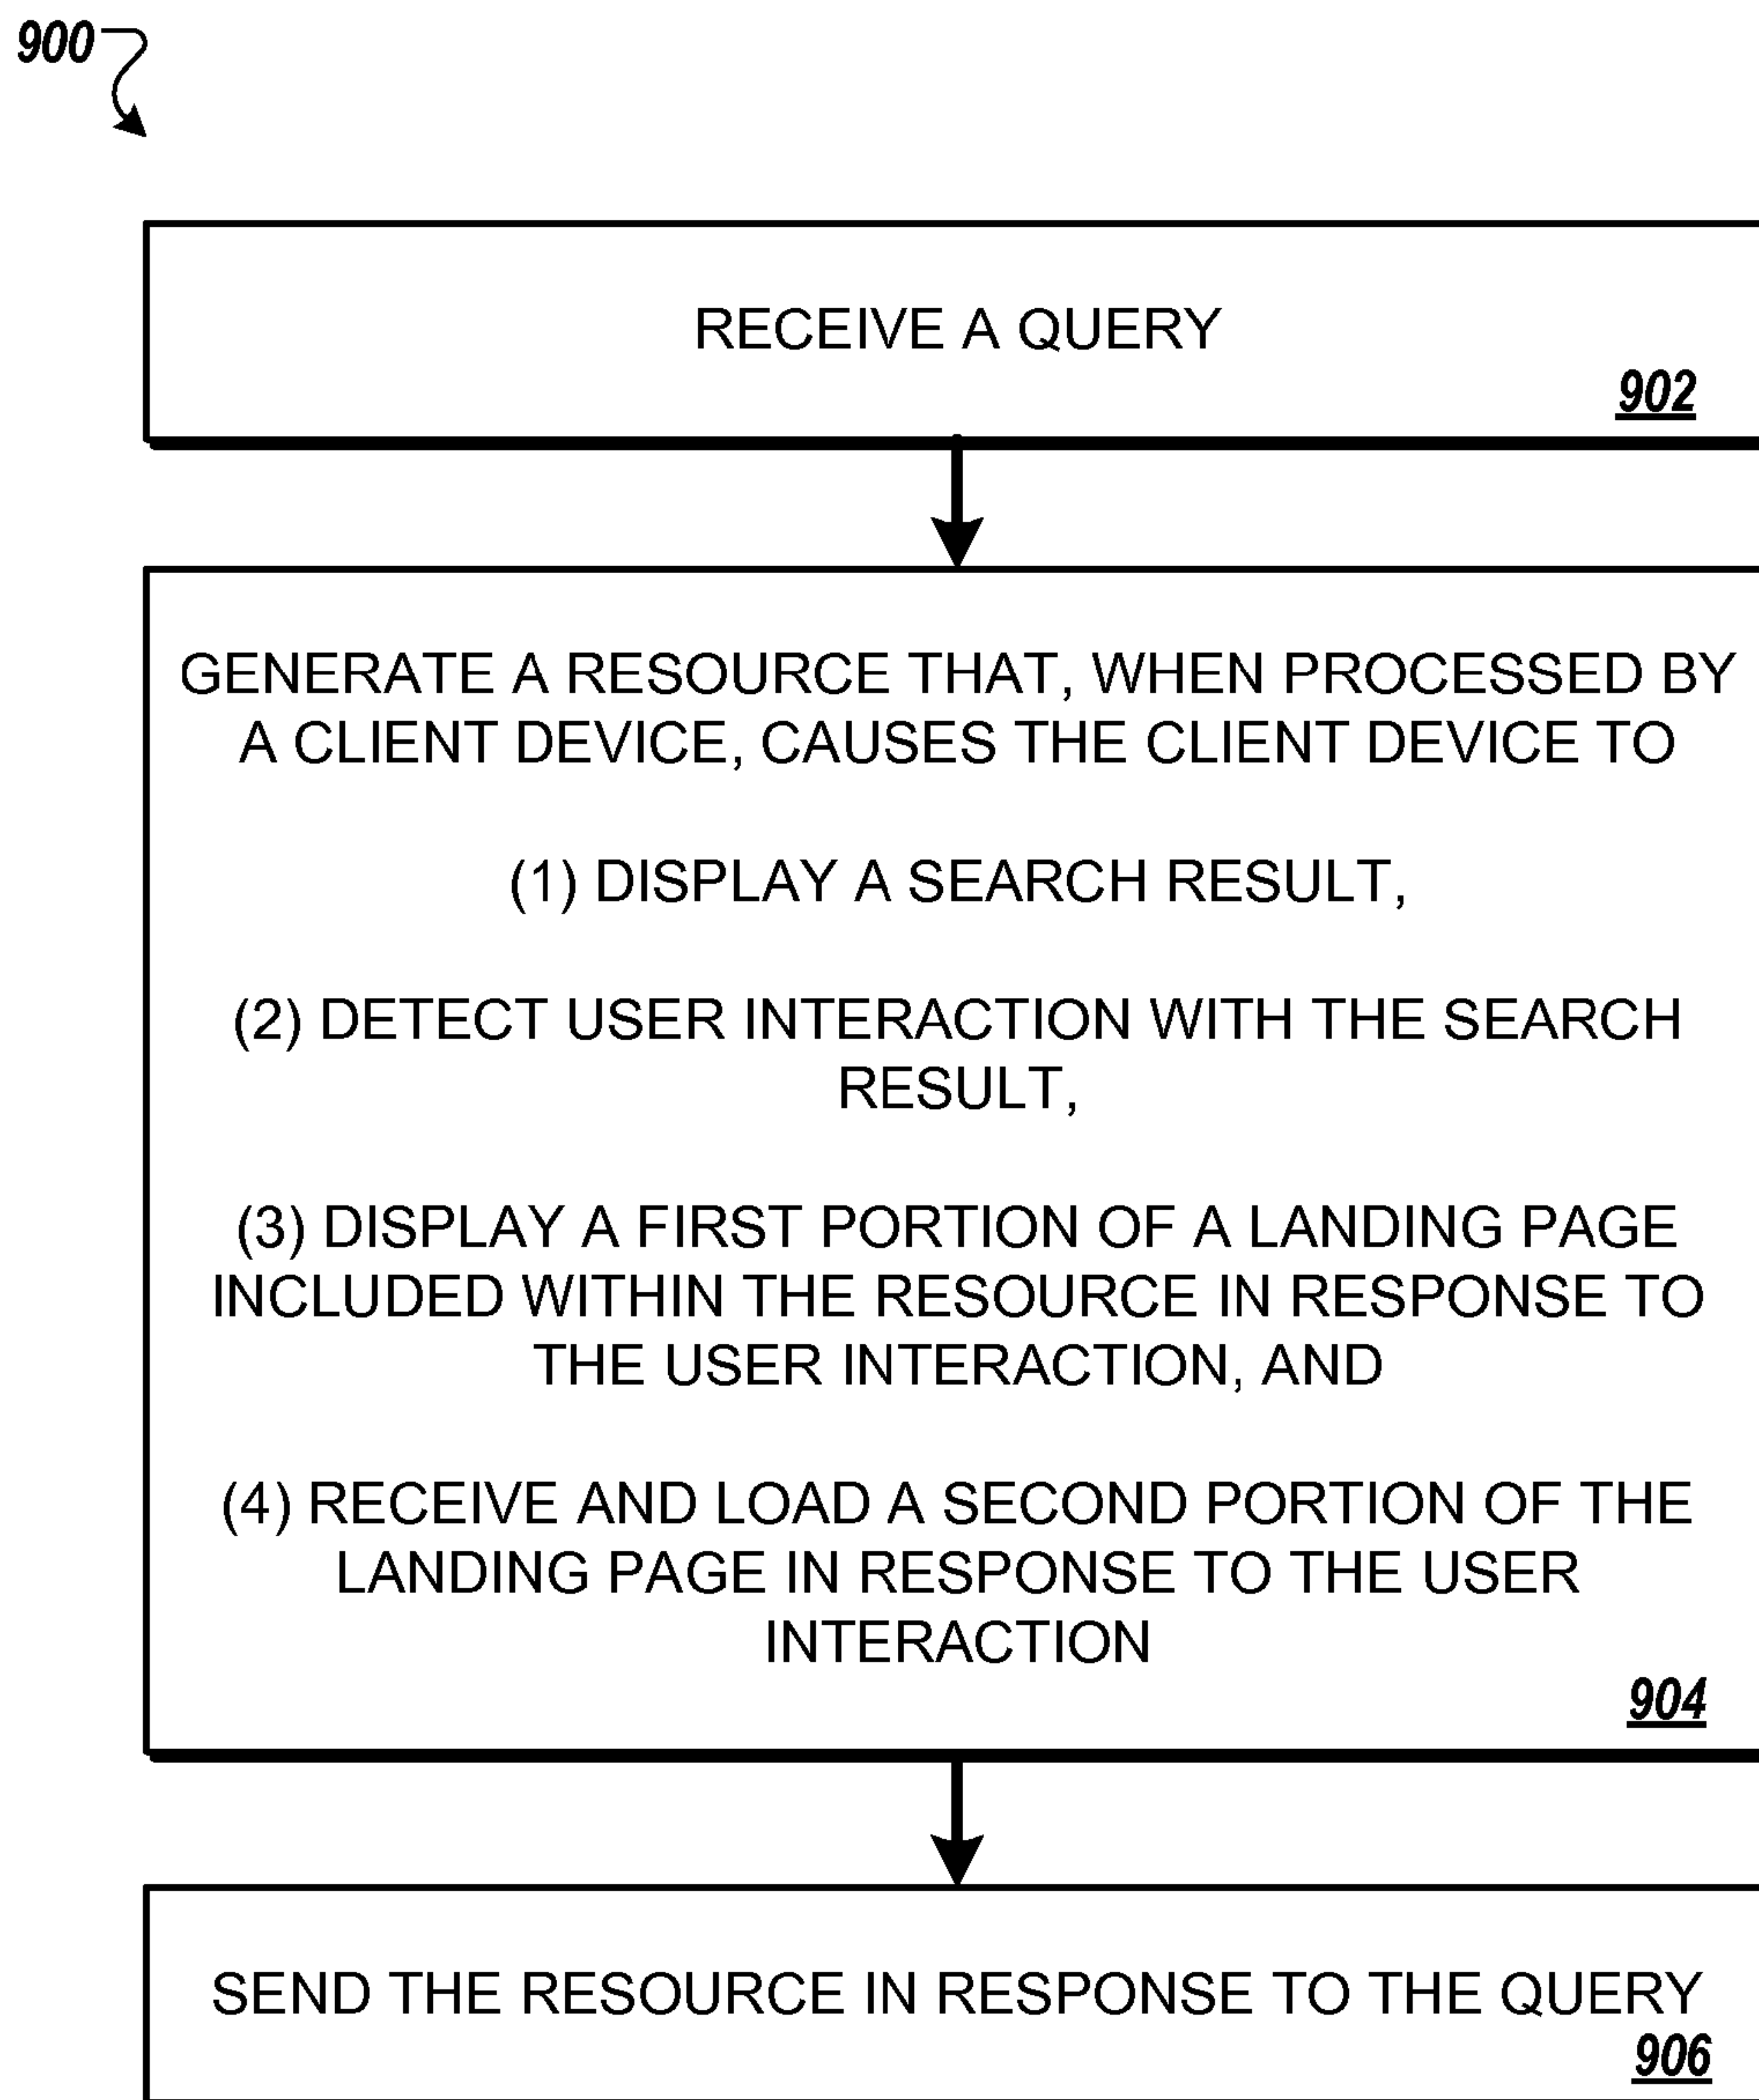 900
RECEIVE A QUERY
902
GENERATE A RESOURCE THAT, WHEN PROCESSED BY
A CLIENT DEVICE, CAUSES THE CLIENT DEVICE TO
(1) DISPLAY A SEARCH RESULT,
(2) DETECT USER INTERACTION WITH THE SEARCH
RESULT,
(3) DISPLAY A FIRST PORTION OF A LANDING PAGE
INCLUDED WITHIN THE RESOURCE IN RESPONSE TO
THE USER INTERACTION, AND
(4) RECEIVE AND LOAD A SECOND PORTION OF THE
LANDING PAGE IN RESPONSE TO THE USER
INTERACTION
904
SEND THE RESOURCE IN RESPONSE TO THE QUERY
906